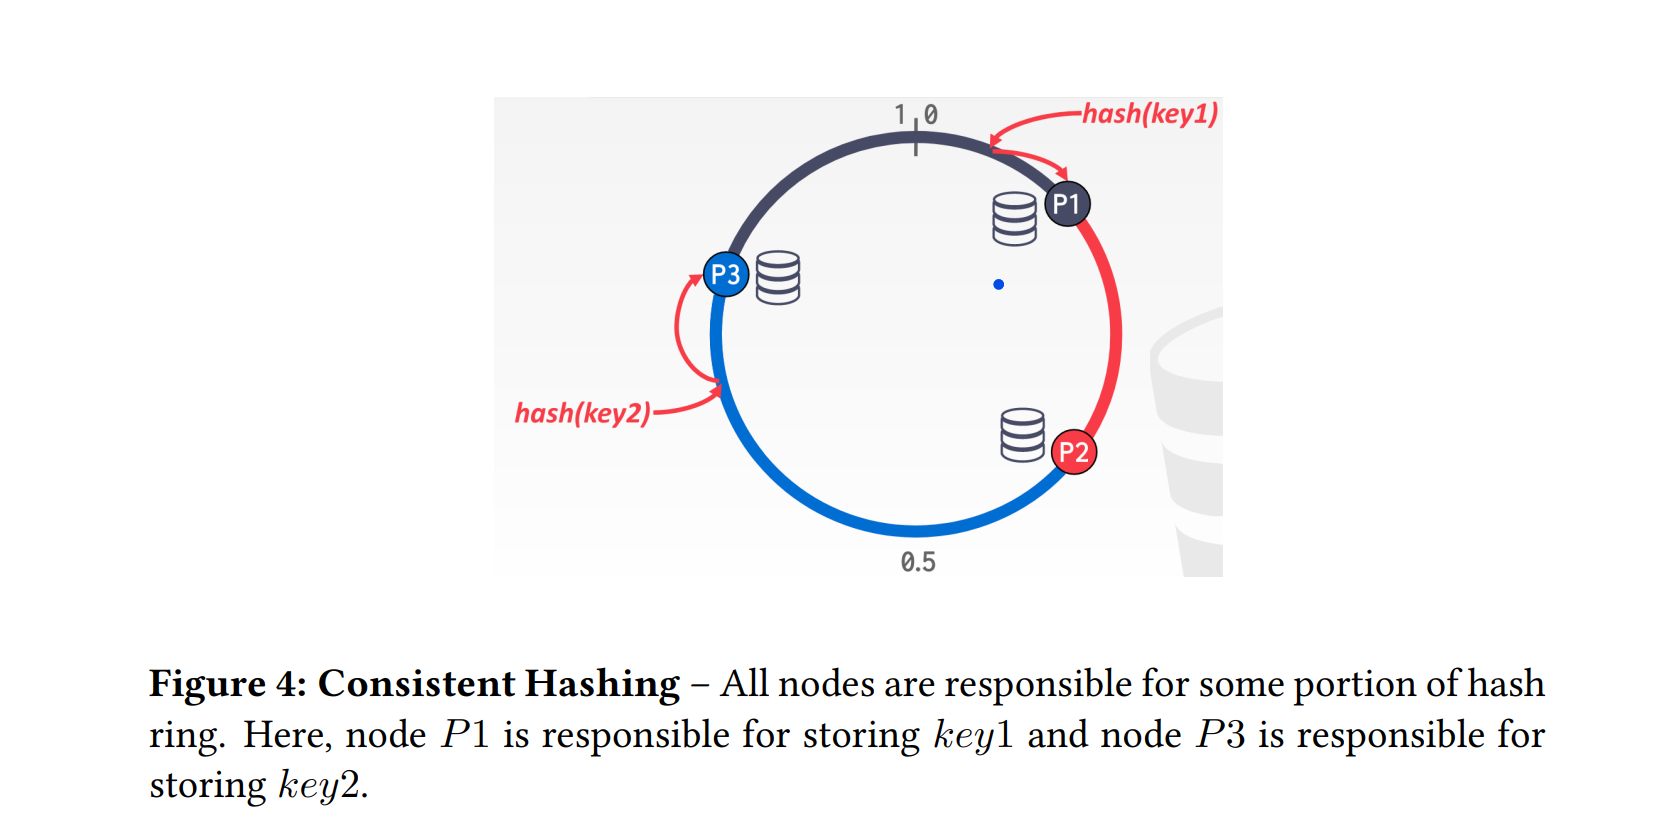 1 0
hash(key1)
P1
P3
hash(key2)
P2
0.5
Figure 4: Consistent Hashing – All nodes are responsible for some portion of hash
ring. Here, node P1 is responsible for storing key1 and node P3 is responsible for
storing key2.